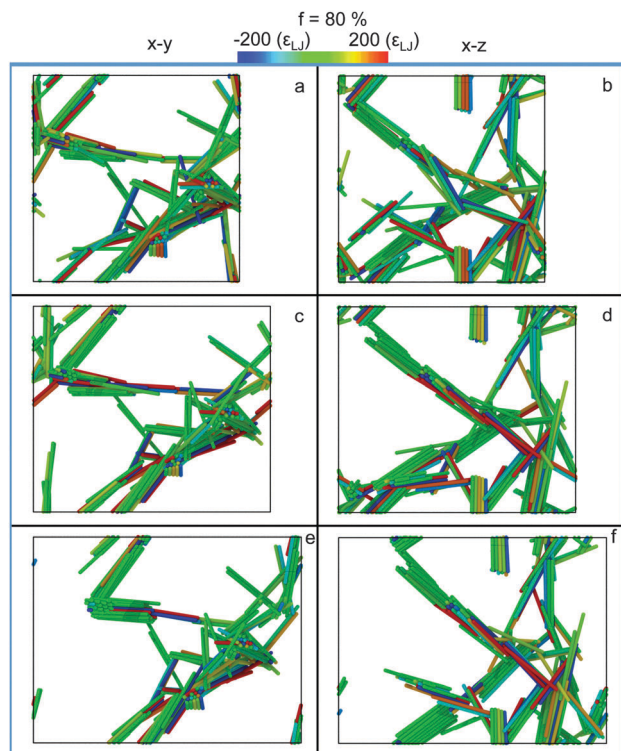 f = 80 %
x-y
-200 (ε_LJ) 200 (ε_LJ)
x-z
a
b
c
d
e
f